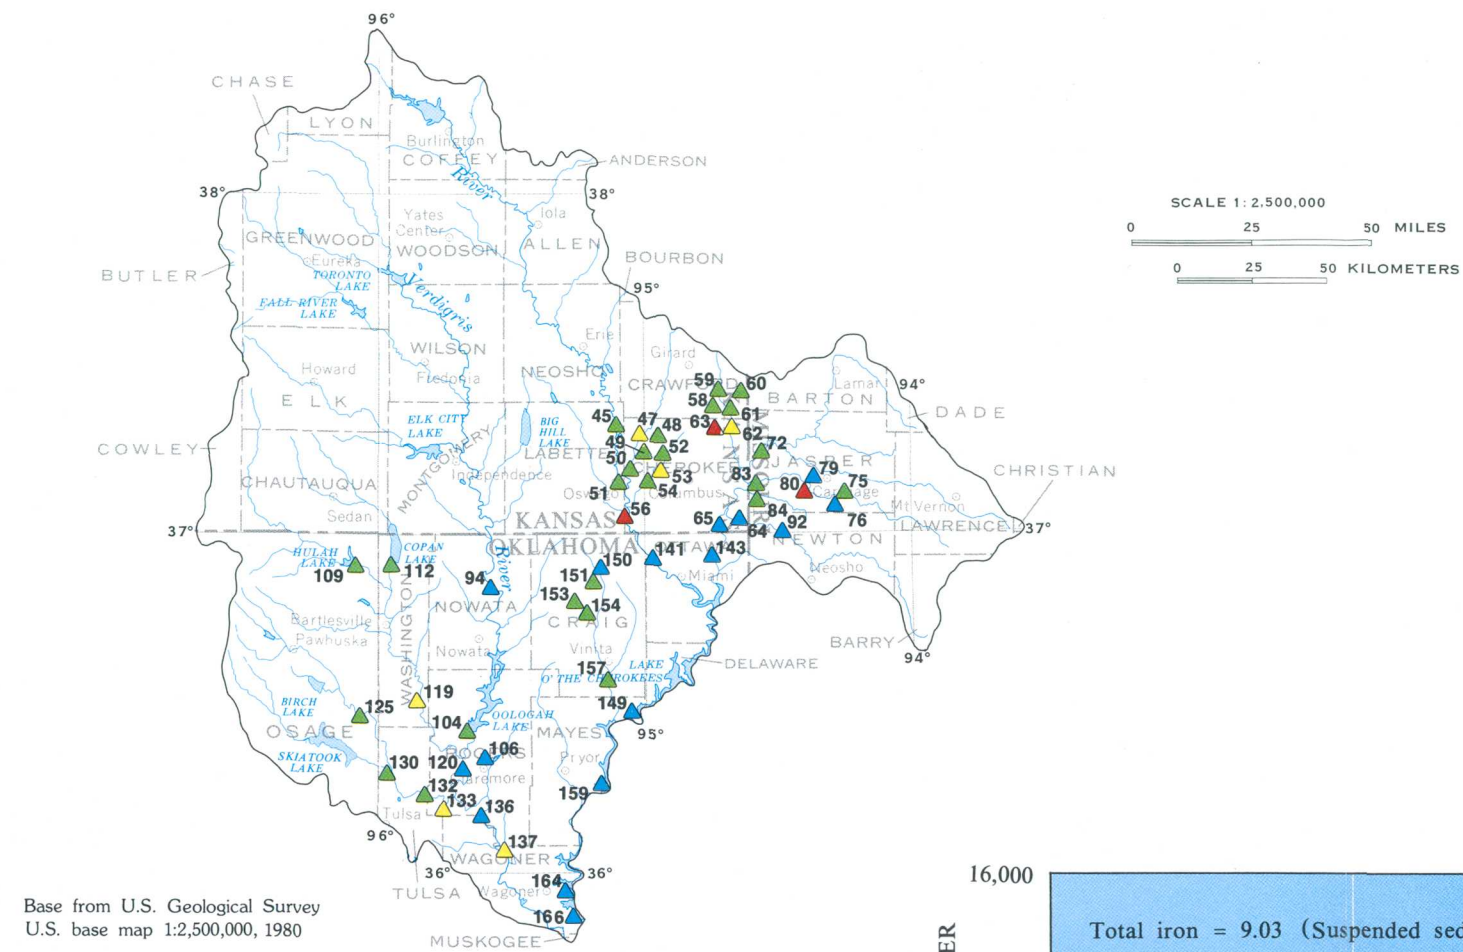 96°
CHASE
LYON
Burlington
COFFEY
ANDERSON
River
38°
38°
SCALE 1:2,500,000
0 25 50 MILES
0 25 50 KILOMETERS
Yates
Center
Iola
GREENWOOD
WOODSON
ALLEN
Eureka
BUTLER
TORONTO
LAKE
BOURBON
Verdigris
95°
FALL RIVER
LAKE
Erie
WILSON
Girard
Howard
Fredonia
NEOSHO
CRAWFORD
59
60
Lamar
94°
ELK
58
BARTON
61
DADE
ELK CITY
LAKE
BIG
HILL
LAKE
45
47
48
63
62
COWLEY
MONTGOMERY
49
52
72
LABETTE
50
CHEROKEE
JASPER
79
CHRISTIAN
Independence
53
83
80
75
CHAUTAUQUA
51
Oswego
54
Columbus
Carthage
84
76
Mt Vernon
Sedan
56
65
64
92
LAWRENCE
KANSAS
MISSOURI
37°
37°
OKLAHOMA
OTTAWA
NEWTON
HULAH
LAKE
COPAN
LAKE
River
150
141
143
109
112
94
151
Miami
Neosho
153
154
NOWATA
CRAIG
Bartlesville
Pawhuska
WASHINGTON
Nowata
Vinita
BARRY
94°
LAKE
O' THE CHEROKEES
DELAWARE
157
119
BIRCH
LAKE
125
149
OOLOGAH
LAKE
104
OSAGE
MAYES
95°
SKIATOOK
LAKE
ROGERS
106
Pryor
130
120
Claremore
132
133
136
159
Tulsa
96°
137
WAGONER
36°
36°
TULSA
Wagoner
164
166
MUSKOGEE
Base from U.S. Geological Survey
U.S. base map 1:2,500,000, 1980
16,000
Total iron = 9.03 (Suspended sed
ER